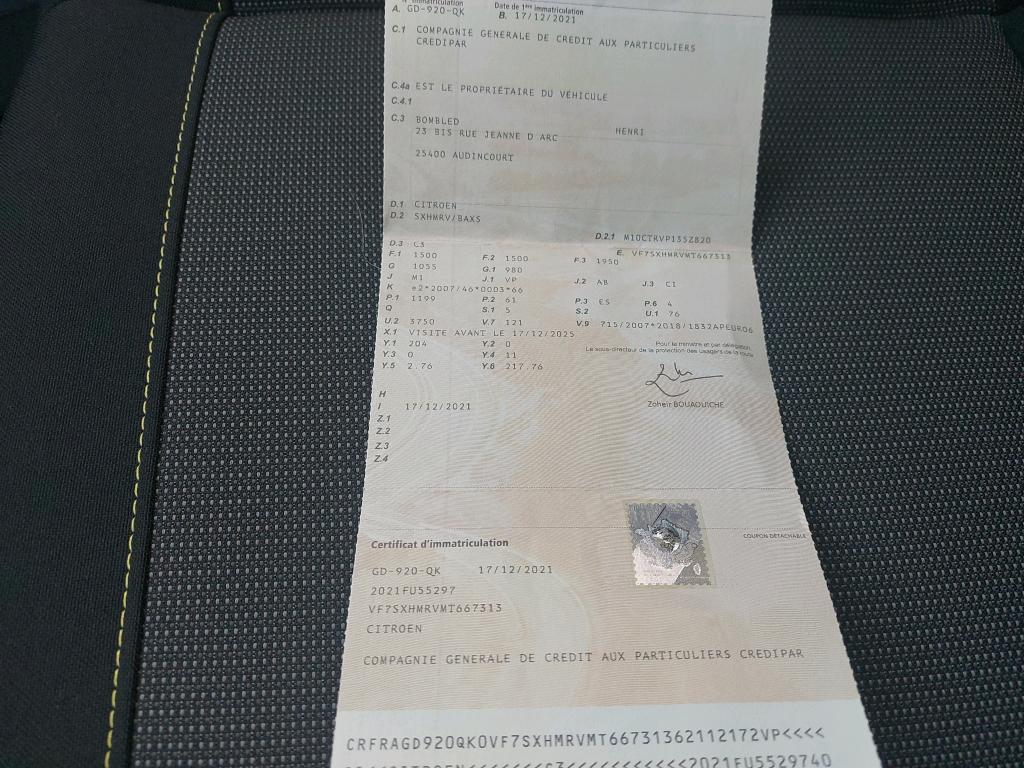 A. GD-920-QK
Date de 1ère immatriculation
B. 17/12/2021
C.1 COMPAGNIE GENERALE DE CREDIT AUX PARTICULIERS
CREDIPAR
C.4a EST LE PROPRIÉTAIRE DU VÉHICULE
C.4.1
C.3 BOMBLED HENRI
23 BIS RUE JEANNE D ARC
25400 AUDINCOURT
D.1 CITROEN
D.2 SXHMRV/BAXS
D.2.1 M10CTRVP135Z820
D.3 C3 E. VF7SXHMRVMT667313
F.1 1500 F.2 1500 F.3 1950
G 1055 G.1 980
J M1 J.1 VP J.2 AB J.3 CI
K e2*2007/46*0003*66
P.1 1199 P.2 61 P.3 ES P.6 4
Q S.1 5 S.2 U.1 76
U.2 3750 V.7 121 V.9 715/2007*2018/1832APEURO6
X.1 VISITE AVANT LE 17/12/2025
Y.1 204 Y.2 0
Y.3 0 Y.4 11
Y.5 2.76 Y.6 217.76
Pour le ministre et par délégation,
Le sous-directeur de la protection des usagers de la route
Zoheir BOUAOUICHE
H
I 17/12/2021
Z.1
Z.2
Z.3
Z.4
COUPON DÉTACHABLE
Certificat d'immatriculation
GD-920-QK 17/12/2021
2021FU55297
VF7SXHMRVMT667313
CITROEN
COMPAGNIE GENERALE DE CREDIT AUX PARTICULIERS CREDIPAR
CRFRAGD920QK0VF7SXHMRVMT66731362112172VP<<<<
<<<<<<<<<<<<2021FU5529740